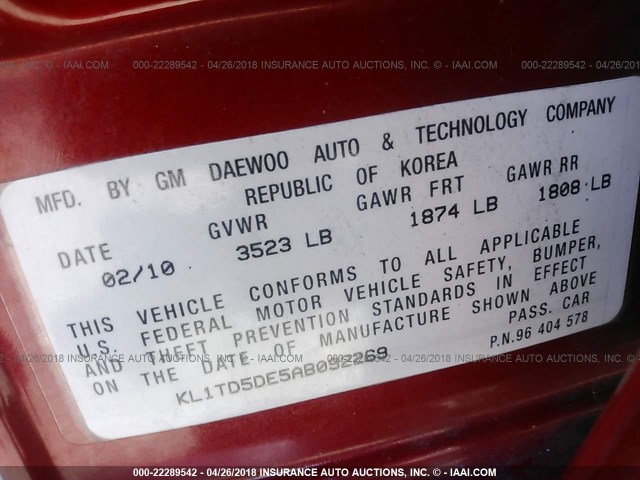 000-22289542 - 04/26/2018 INSURANCE AUTO AUCTIONS, INC. © - IAAI.COM
MFD. BY GM DAEWOO AUTO & TECHNOLOGY COMPANY
REPUBLIC OF KOREA
DATE GVWR GAWR FRT GAWR RR
02/10 3523 LB 1874 LB 1808 LB
THIS VEHICLE CONFORMS TO ALL APPLICABLE
U.S. FEDERAL MOTOR VEHICLE SAFETY, BUMPER,
AND THEFT PREVENTION STANDARDS IN EFFECT
ON THE DATE OF MANUFACTURE SHOWN ABOVE
KL1TD5DE5AB092269 PASS. CAR
P.N.96 404 578
000-22289542 - 04/26/2018 INSURANCE AUTO AUCTIONS, INC. © - IAAI.COM